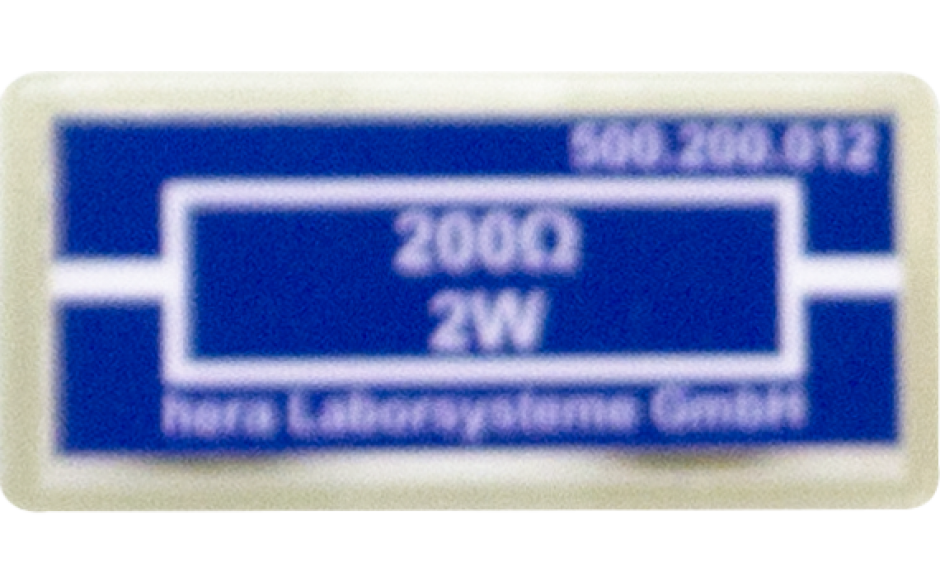 500.200.012
200Ω
2W
hera Laborsysteme GmbH